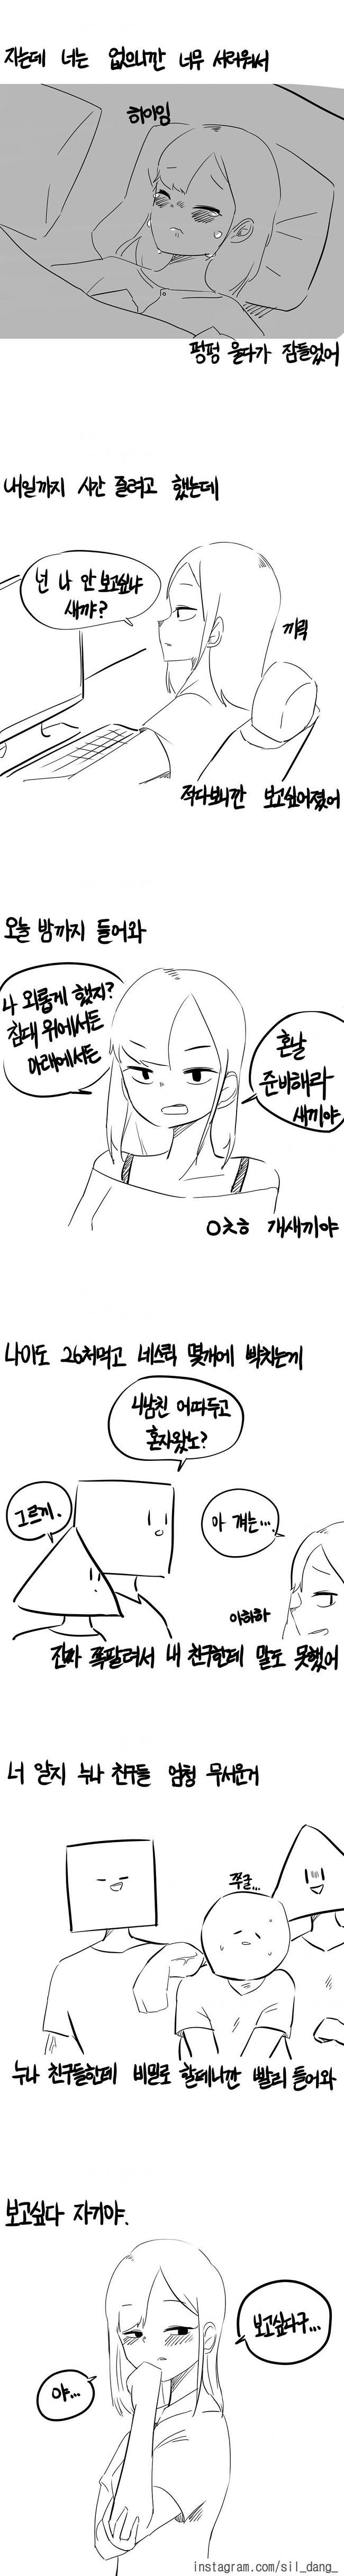 자는데 너는 없으니깐 너무 서러워서
히이잉
펑펑 울다가 잠들었어
내일까지 시간 줄려고 했는데
넌 나 안 보고싶냐
새꺄?
끼릭
적다보니깐 보고싶어졌어
오늘 밤까지 들어와
나 외롭게 했지?
침대 위에서든
아래에서든
혼날
준비해라
새끼야
ㅇㅊㅎ 개새끼야
나이도 26처먹고 네스퀵 몇개에 빡치는게
니남친 어따두고
혼자왔노?
그르게.
아 걔는...
아하하
진짜 쪽팔려서 내 친구한테 말도 못했어
너 알지 누나 친구들 엄청 무서운거
쭈굴...
누나 친구들한테 비밀로 할테니깐 빨리 들어와
보고싶다 자기야.
보고싶다구...
야...
instagram.com/sil_dang_